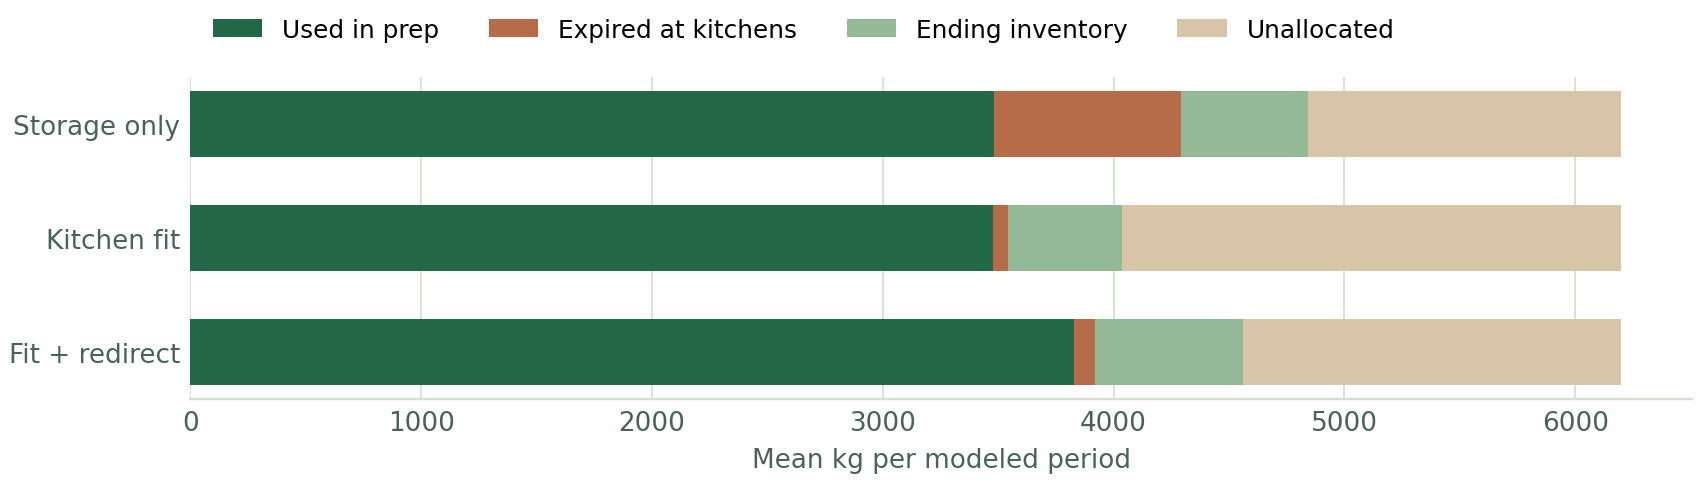 Used in prep Expired at kitchens Ending inventory Unallocated
Storage only
Kitchen fit
Fit + redirect
0 1000 2000 3000 4000 5000 6000
Mean kg per modeled period